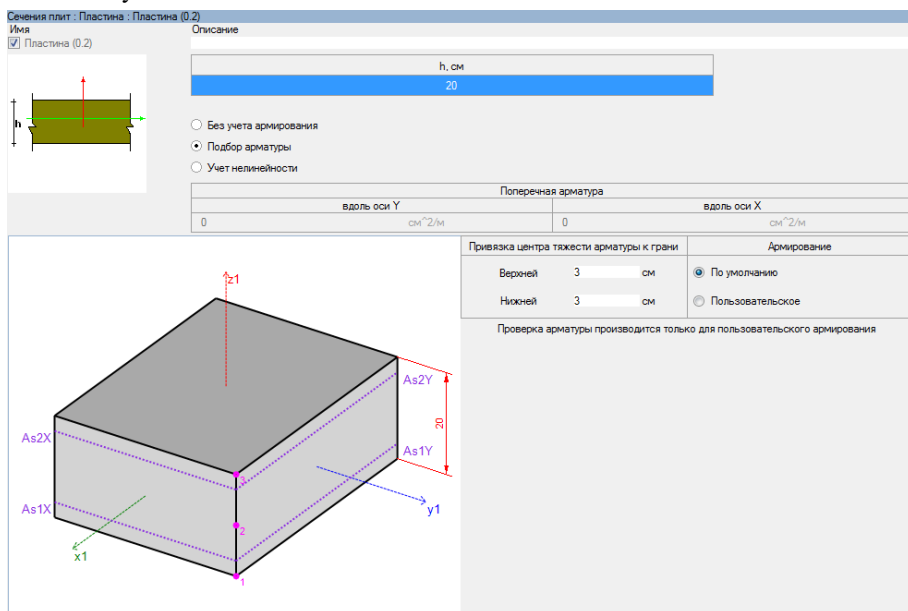 Сечения плит : Пластина : Пластина (0.2)
Имя Описание
Пластина (0.2)
h, см
20
h
Без учета армирования
Подбор арматуры
Учет нелинейности
Поперечная арматура
вдоль оси Y вдоль оси X
0 см^2/м 0 см^2/м
Привязка центра тяжести арматуры к грани Армирование
Верхней 3 см По умолчанию
Нижней 3 см Пользовательское
Проверка арматуры производится только для пользовательского армирования
z1
As2Y
20
As2X
3
As1Y
As1X
2
y1
x1
1